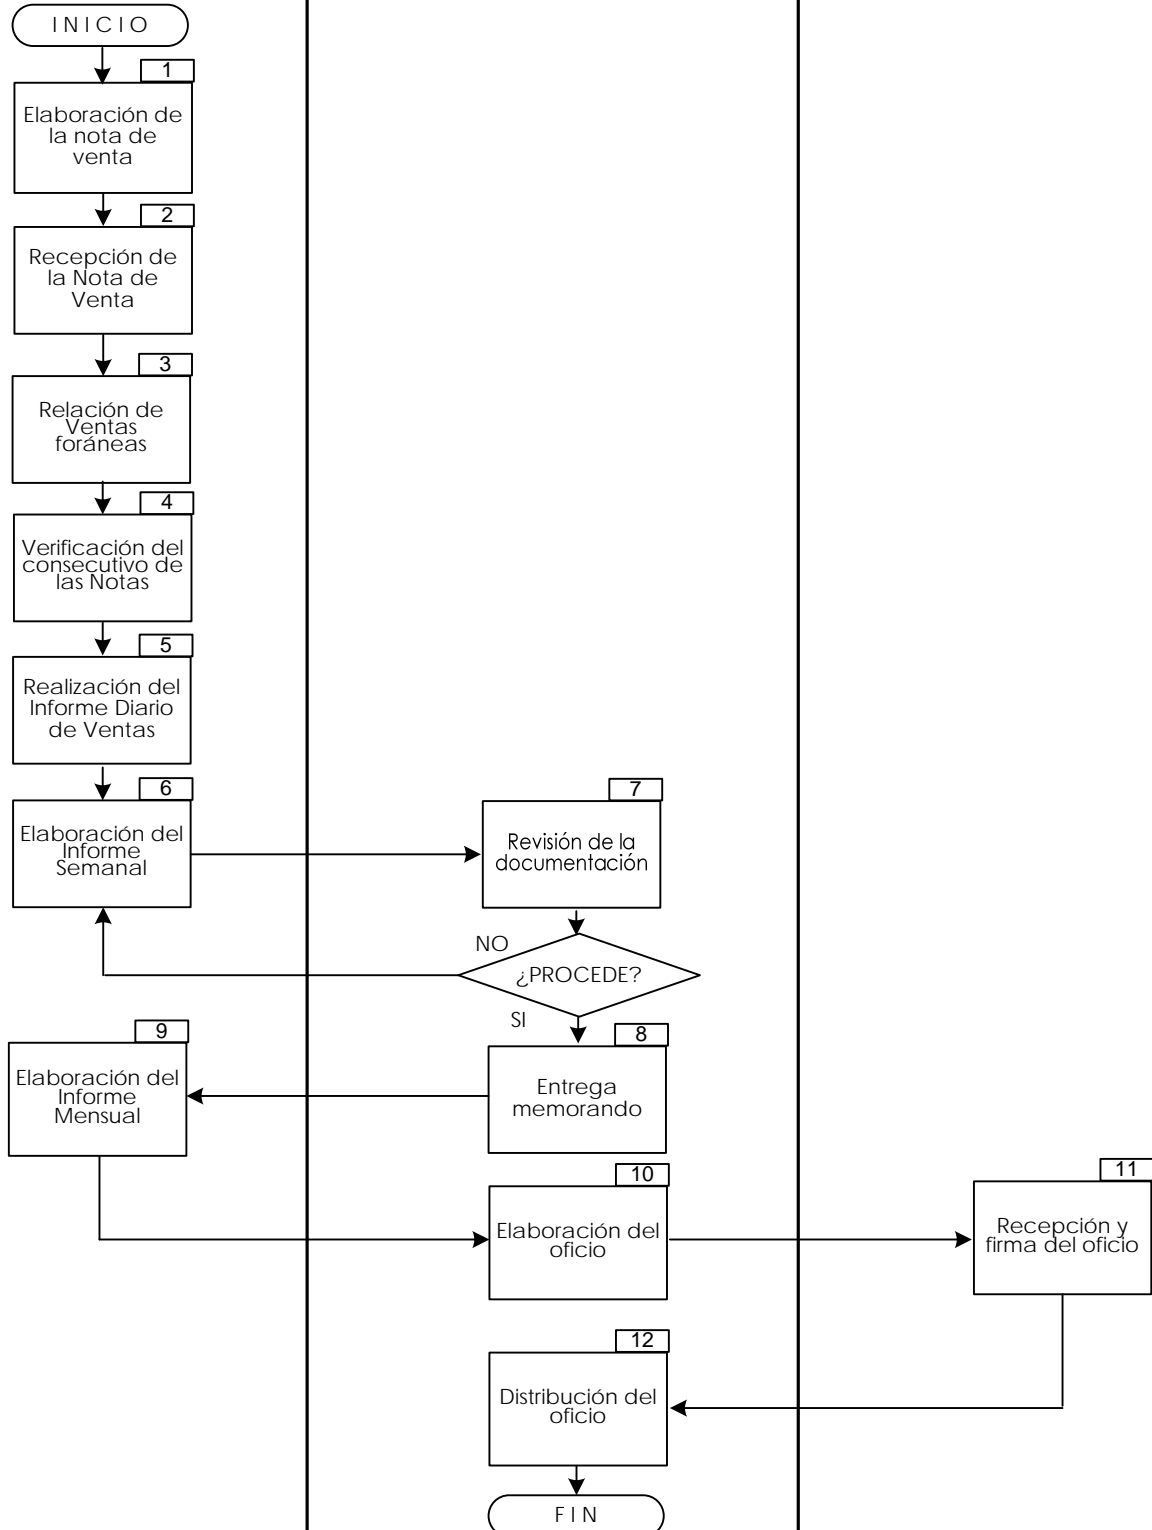 INICIO
1
Elaboración de
la nota de
venta
2
Recepción de
la Nota de
Venta
3
Relación de
Ventas
foráneas
4
Verificación del
consecutivo de
las Notas
5
Realización del
Informe Diario
de Ventas
6
Elaboración del
Informe
Semanal
7
Revisión de la
documentación
NO
¿PROCEDE?
SI
8
Entrega
memorando
9
Elaboración del
Informe
Mensual
10
Elaboración del
oficio
11
Recepción y
firma del oficio
12
Distribución del
oficio
FIN